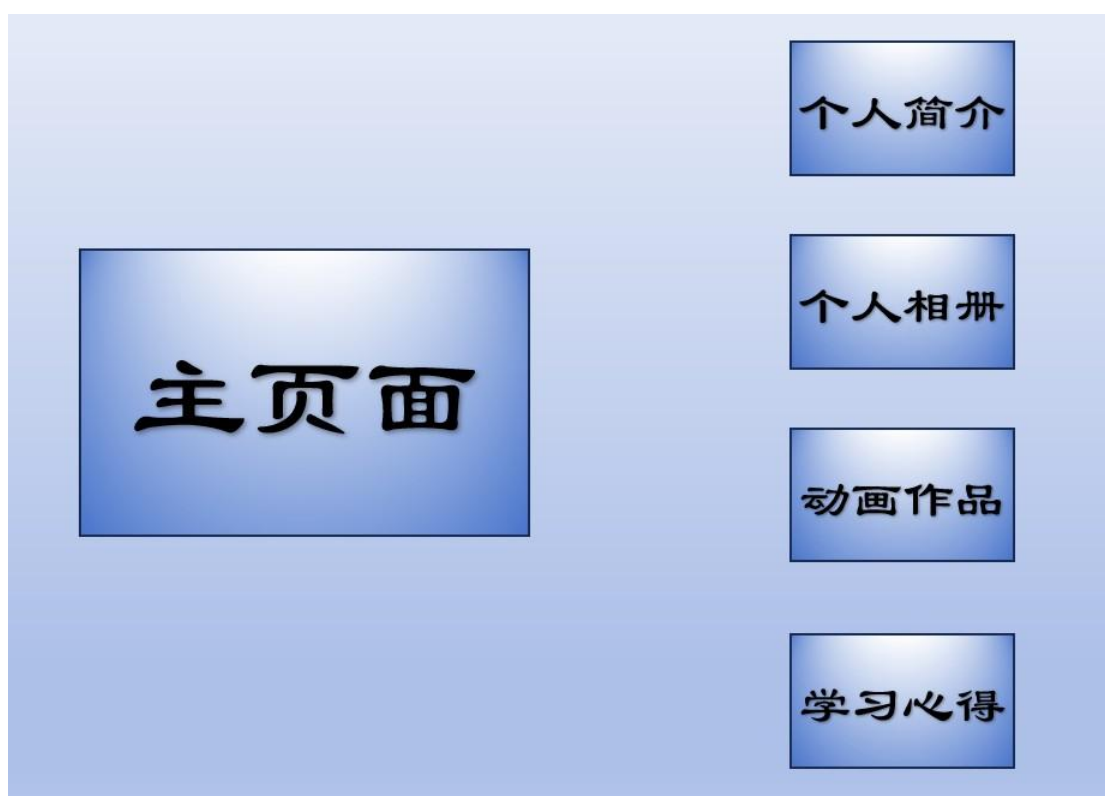 主页面
个人简介
个人相册
动画作品
学习心得